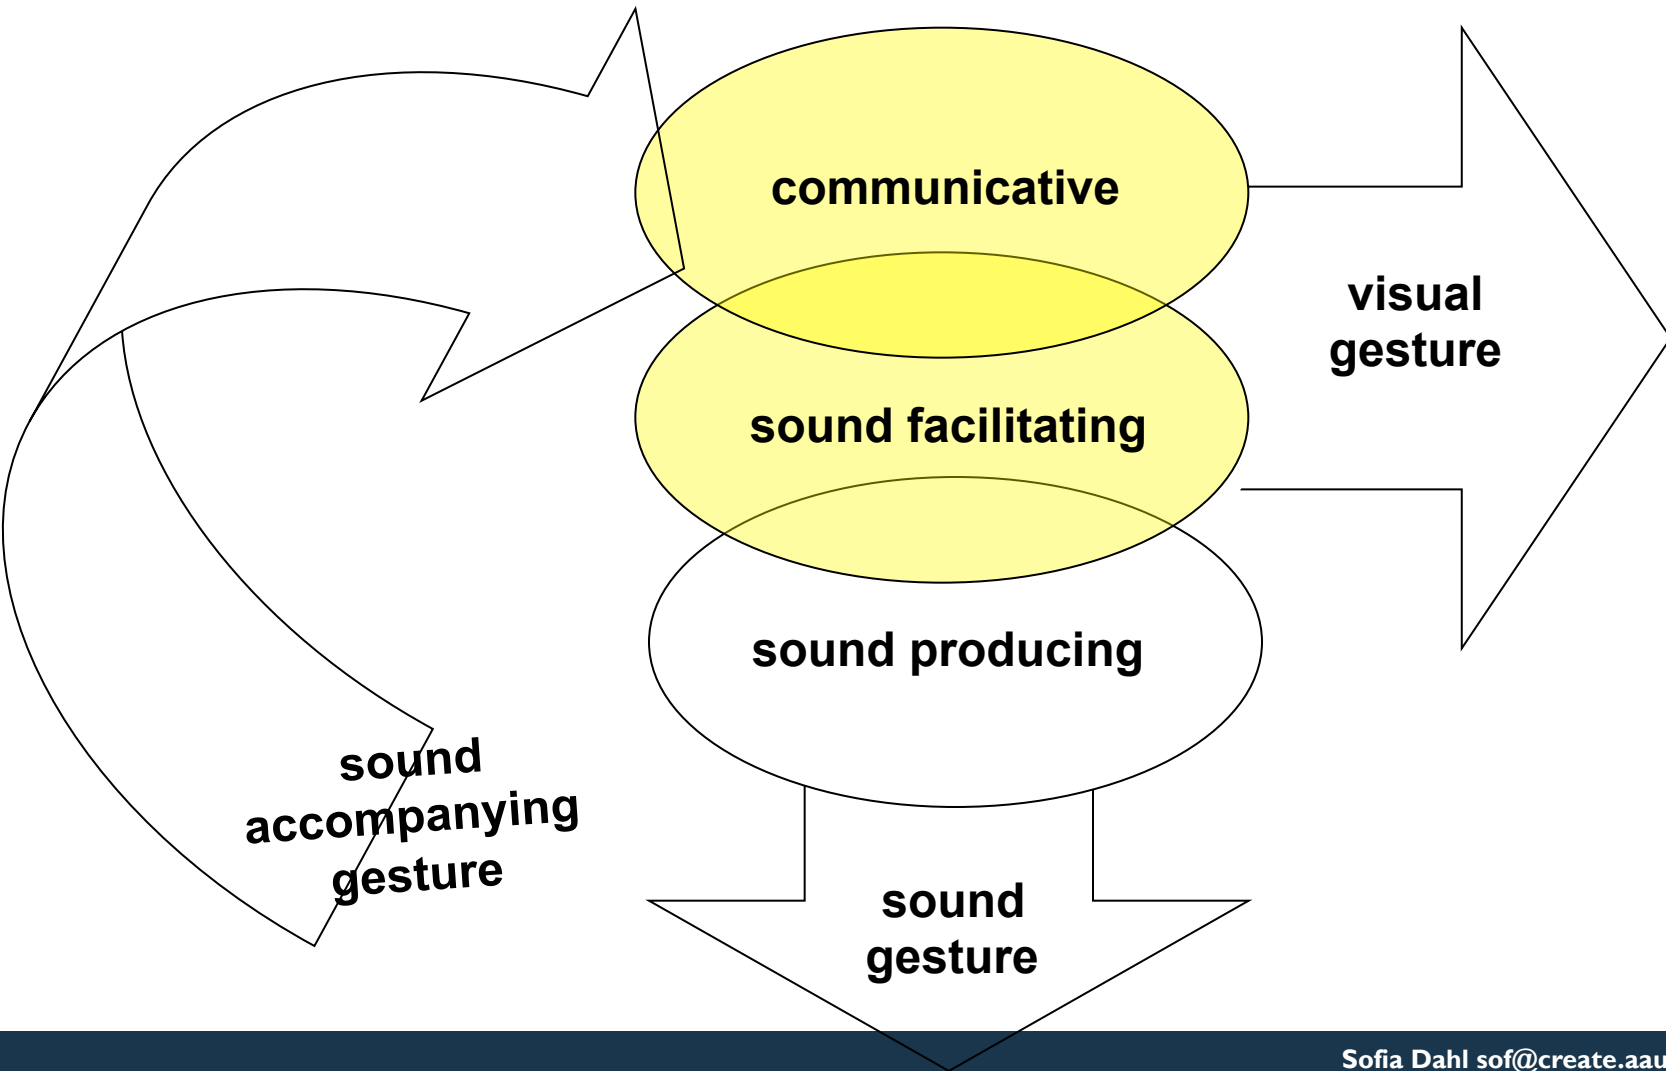 communicative
visual
gesture
sound facilitating
sound producing
sound
accompanying
gesture
sound
gesture
Sofia Dahl sof@create.aau